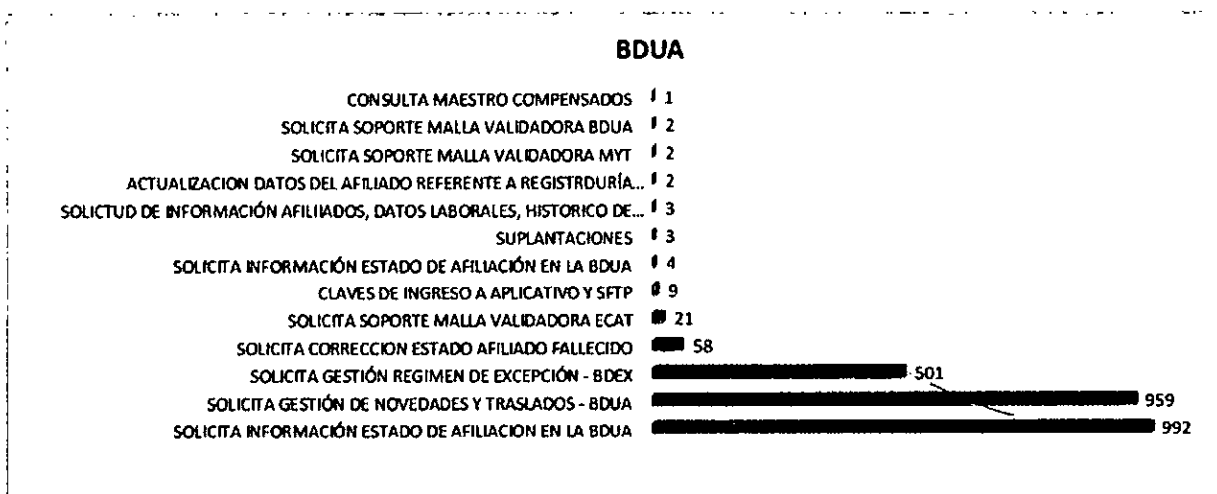 BDUA
CONSULTA MAESTRO COMPENSADOS 1
SOLICITA SOPORTE MALLA VALIDADORA BDUA 2
SOLICITA SOPORTE MALLA VALIDADORA MYT 2
ACTUALIZACION DATOS DEL AFILIADO REFERENTE A REGISTRDURÍA... 2
SOLICTUD DE INFORMACIÓN AFILIIADOS, DATOS LABORALES, HISTORICO DE... 3
SUPLANTACIONES 3
SOLICITA INFORMACIÓN ESTADO DE AFILIACIÓN EN LA BDUA 4
CLAVES DE INGRESO A APLICATIVO Y SFTP 9
SOLICITA SOPORTE MALLA VALIDADORA ECAT 21
SOLICITA CORRECCION ESTADO AFILIADO FALLECIDO 58
SOLICITA GESTIÓN REGIMEN DE EXCEPCIÓN - BDEX 501
SOLICITA GESTIÓN DE NOVEDADES Y TRASLADOS - BDUA 959
SOLICITA INFORMACIÓN ESTADO DE AFILIACION EN LA BDUA 992